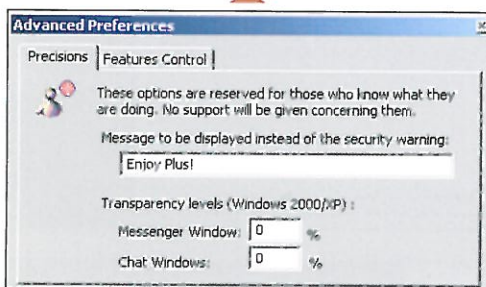 Advanced Preferences
Precisions
Features Control
These options are reserved for those who know what they
are doing. No support will be given concerning them.
Message to be displayed instead of the security warning:
Enjoy Plus!
Transparency levels (Windows 2000/XP) :
Messenger Window: 0 %
Chat Windows: 0 %